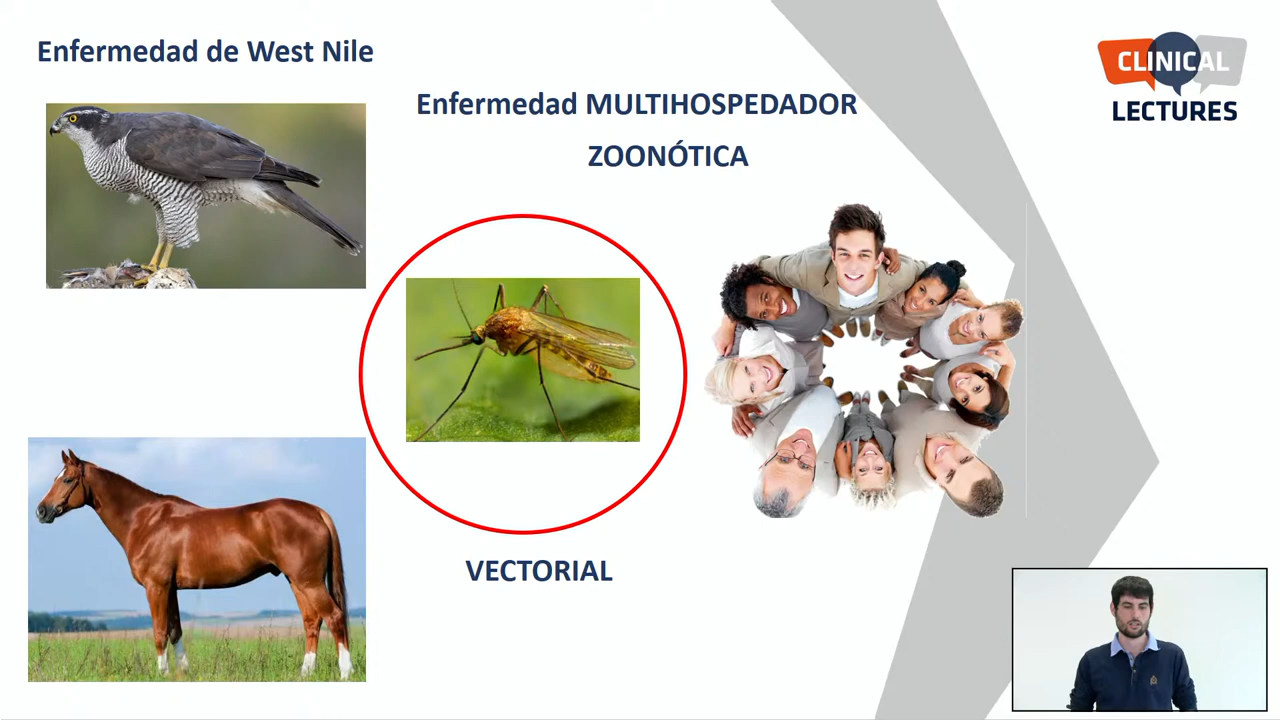 Enfermedad de West Nile
Enfermedad MULTIHOSPEDADOR
ZOONÓTICA
VECTORIAL
CLINICAL
LECTURES